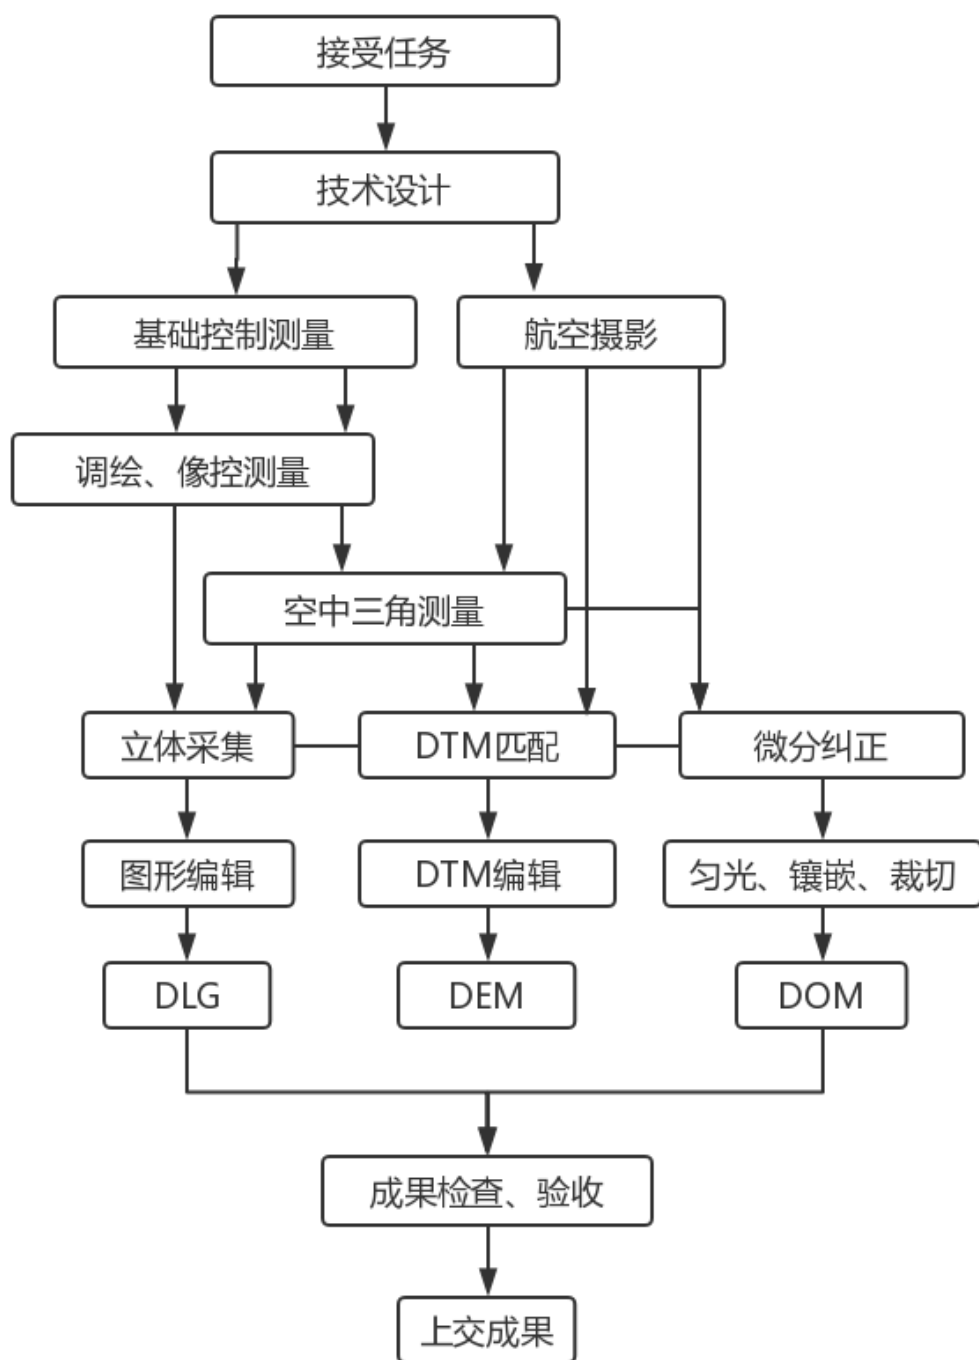 接受任务
技术设计
基础控制测量
航空摄影
调绘、像控测量
空中三角测量
立体采集
DTM匹配
微分纠正
图形编辑
DTM编辑
匀光、镶嵌、裁切
DLG
DEM
DOM
成果检查、验收
上交成果